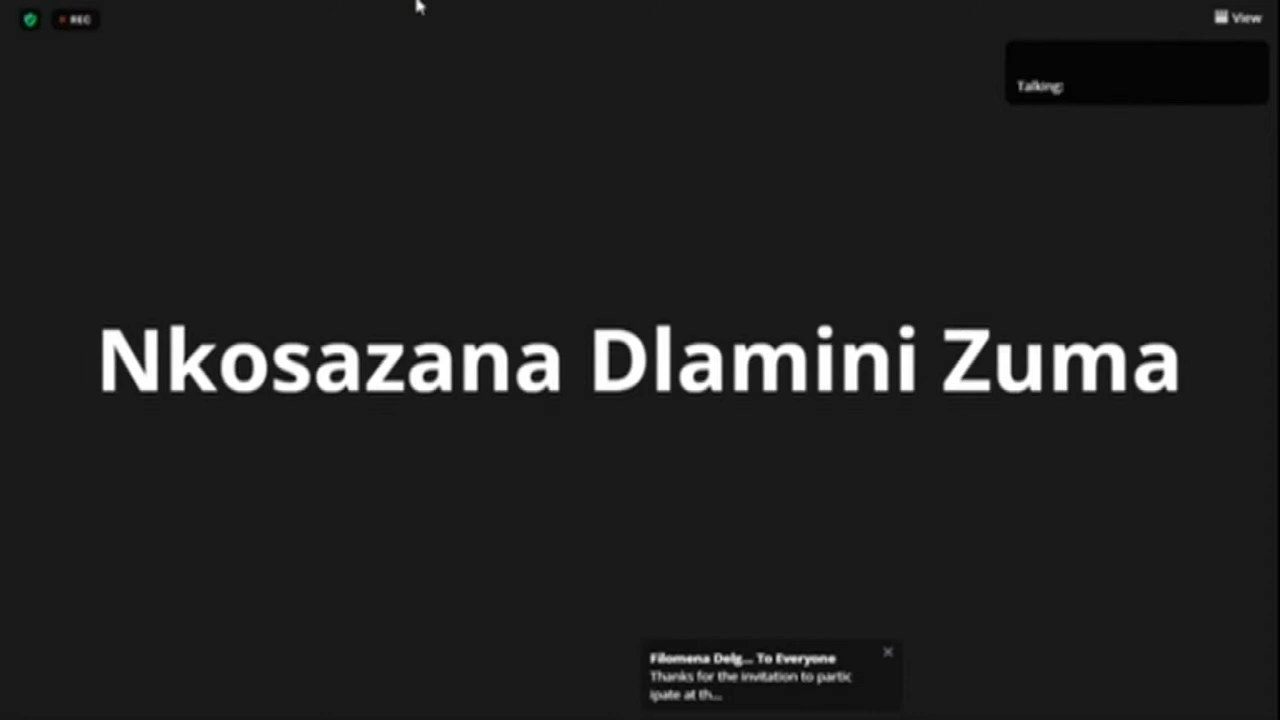 REC
View
Talking:
Nkosazana Dlamini Zuma
Filomena Delg... To Everyone
Thanks for the invitation to partic
ipate at th...